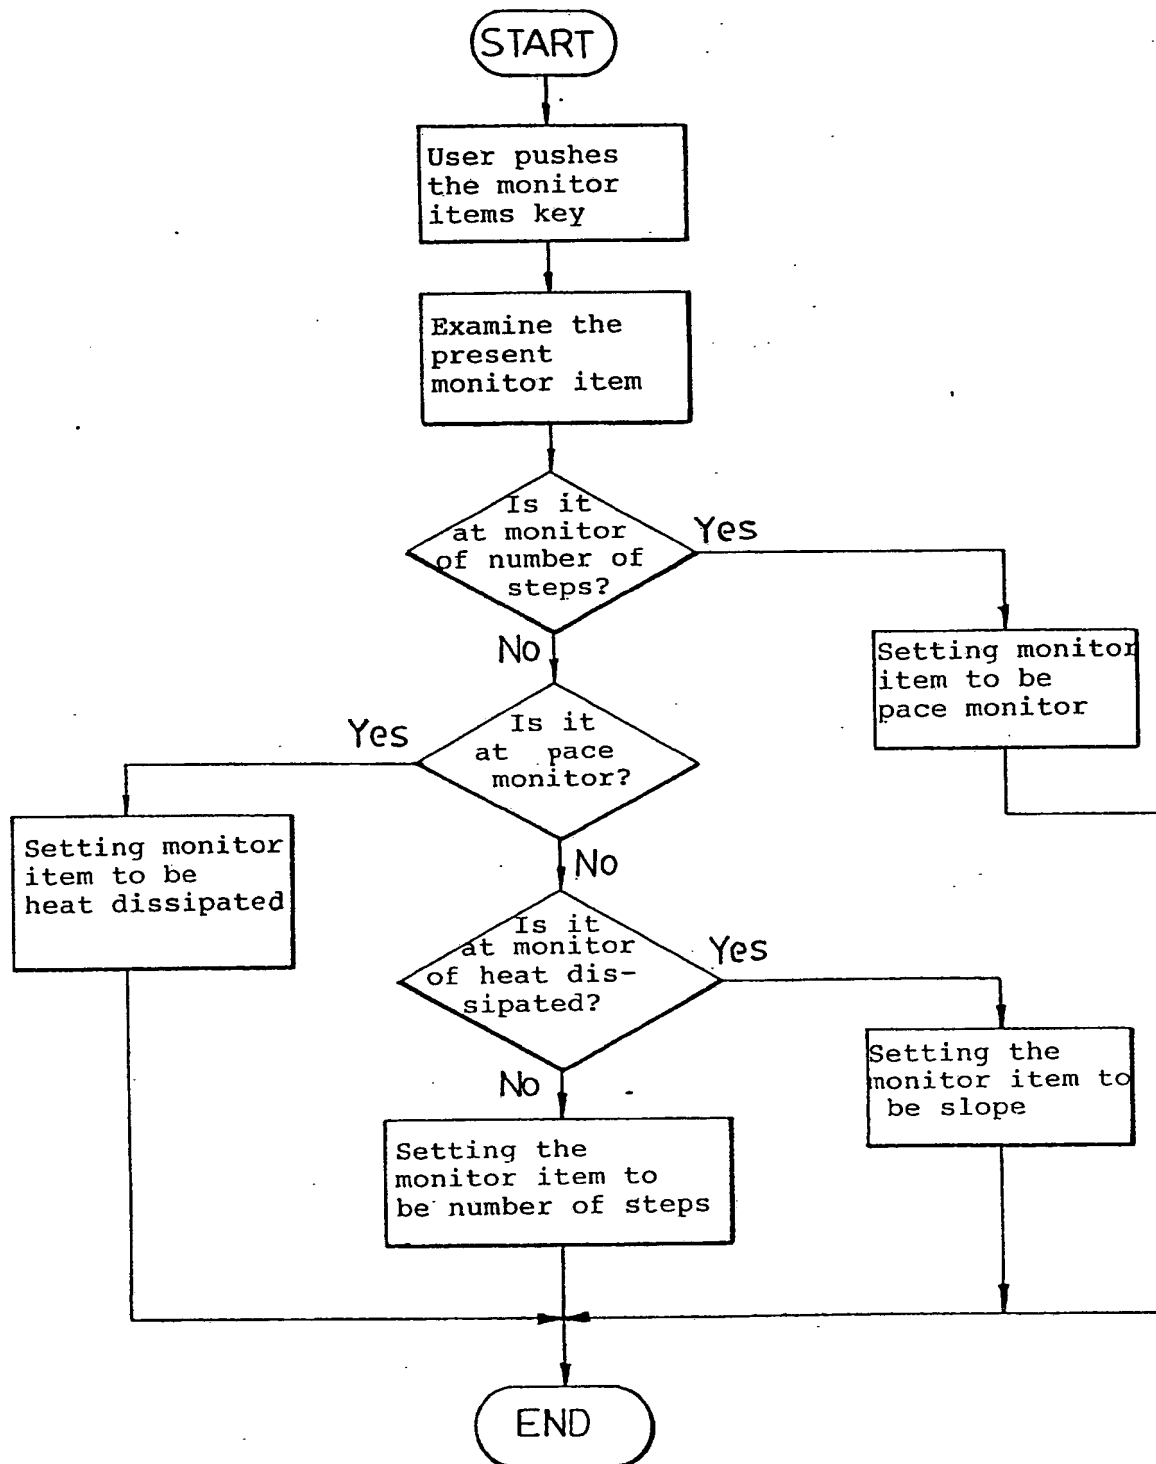 START
User pushes
the monitor
items key
Examine the
present
monitor item
Is it
at monitor
of number of
steps?
Yes
No
Setting monitor
item to be
pace monitor
Is it
at pace
monitor?
Yes
No
Setting monitor
item to be
heat dissipated
Is it
at monitor
of heat dis-
sipated?
Yes
No
Setting the
monitor item to
be slope
Setting the
monitor item to
be number of steps
END